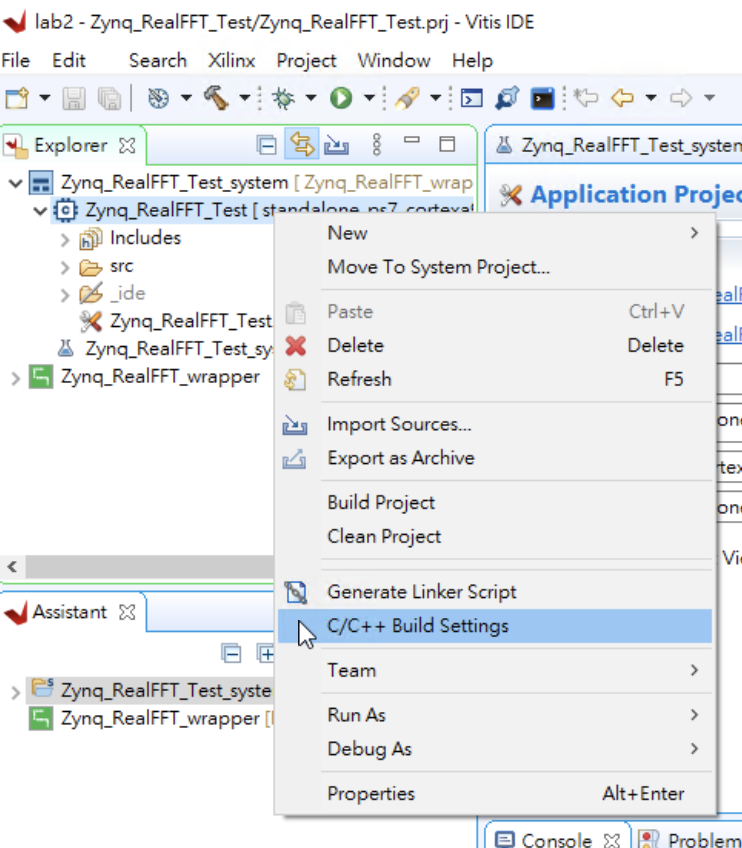 lab2 - Zynq_RealFFT_Test/Zynq_RealFFT_Test.prj - Vitis IDE
File Edit Search Xilinx Project Window Help
Explorer
Zynq_RealFFT_Test_system [ Zynq_RealFFT_wrap
Zynq_RealFFT_Test [ standalone_ps7_cortexa
Includes
src
_ide
Zynq_RealFFT_Test
Zynq_RealFFT_Test_sy
Zynq_RealFFT_wrapper
Zynq_RealFFT_Test_system
Application Projec
New
Move To System Project...
Paste Ctrl+V
Delete Delete
Refresh F5
Import Sources...
Export as Archive
Build Project
Clean Project
Generate Linker Script
C/C++ Build Settings
Team
Run As
Debug As
Properties Alt+Enter
Assistant
Zynq_RealFFT_Test_syste
Zynq_RealFFT_wrapper [
Console Problem